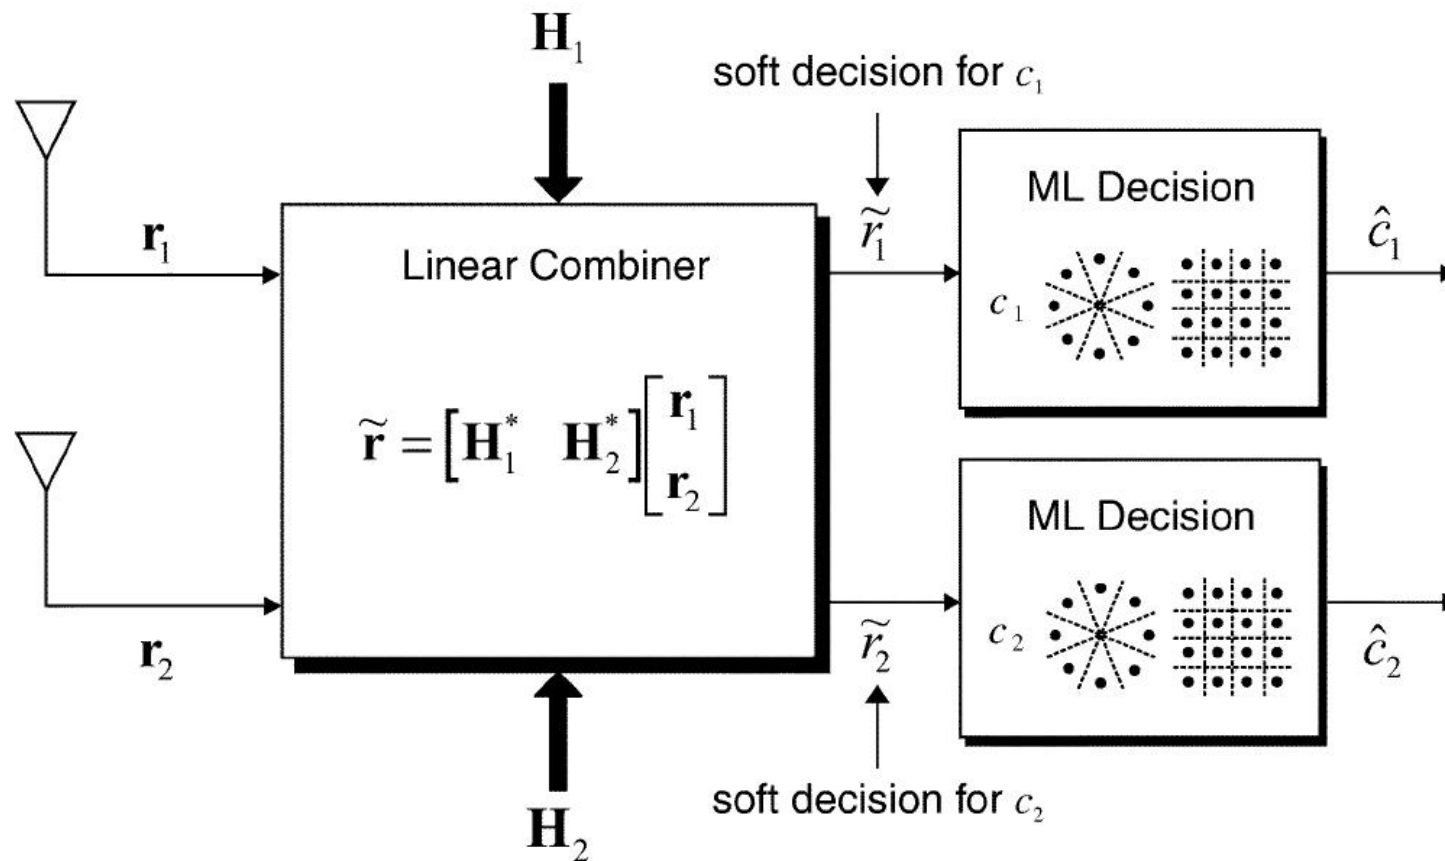 H₁
soft decision for c₁
r₁
Linear Combiner
r̃ = [H₁* H₂*] [r₁ r₂]
r̃₁
ML Decision
c₁
ĉ₁
r₂
r̃₂
ML Decision
c₂
ĉ₂
soft decision for c₂
H₂